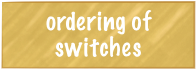 ordering of
switches